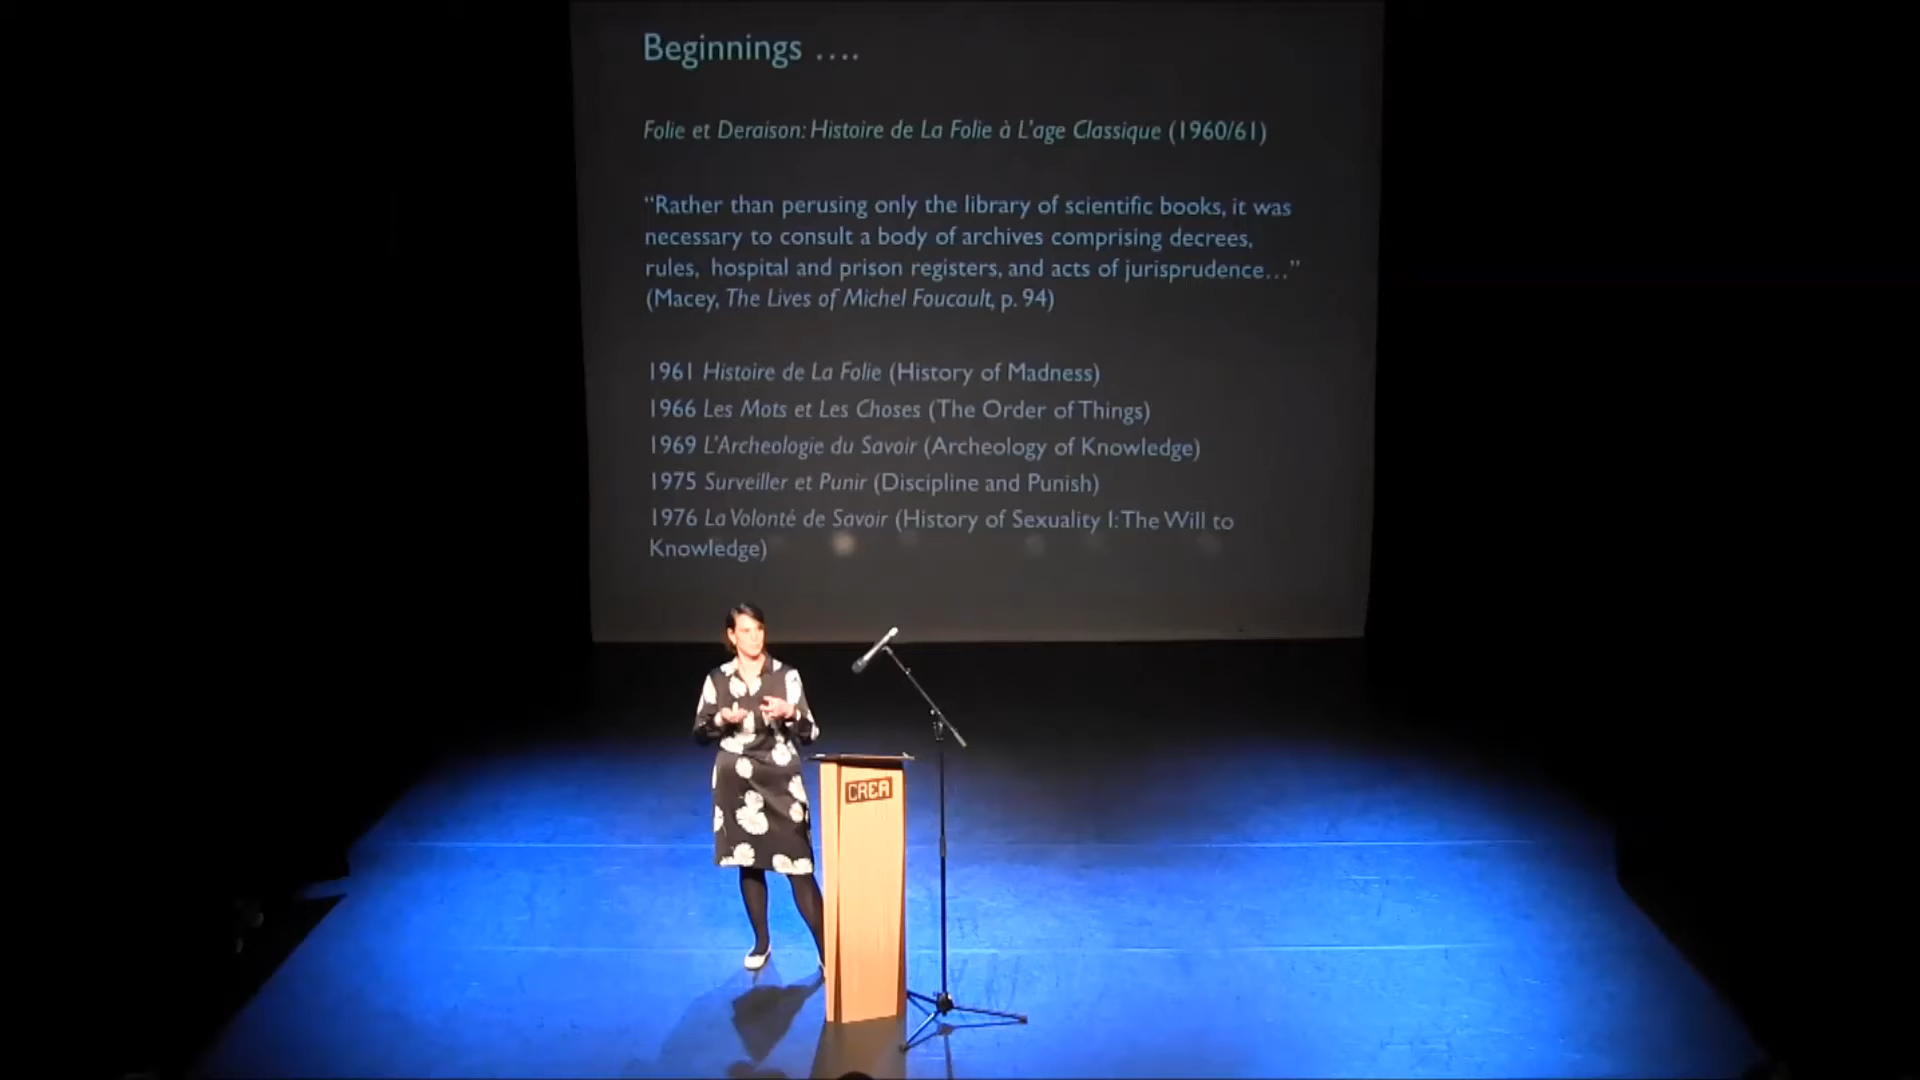 Beginnings ….
Folie et Deraison: Histoire de La Folie à L'age Classique (1960/61)
“Rather than perusing only the library of scientific books, it was
necessary to consult a body of archives comprising decrees,
rules, hospital and prison registers, and acts of jurisprudence…”
(Macey, The Lives of Michel Foucault, p. 94)
1961 Histoire de La Folie (History of Madness)
1966 Les Mots et Les Choses (The Order of Things)
1969 L'Archeologie du Savoir (Archeology of Knowledge)
1975 Surveiller et Punir (Discipline and Punish)
1976 La Volonté de Savoir (History of Sexuality I: The Will to
Knowledge)
CREA